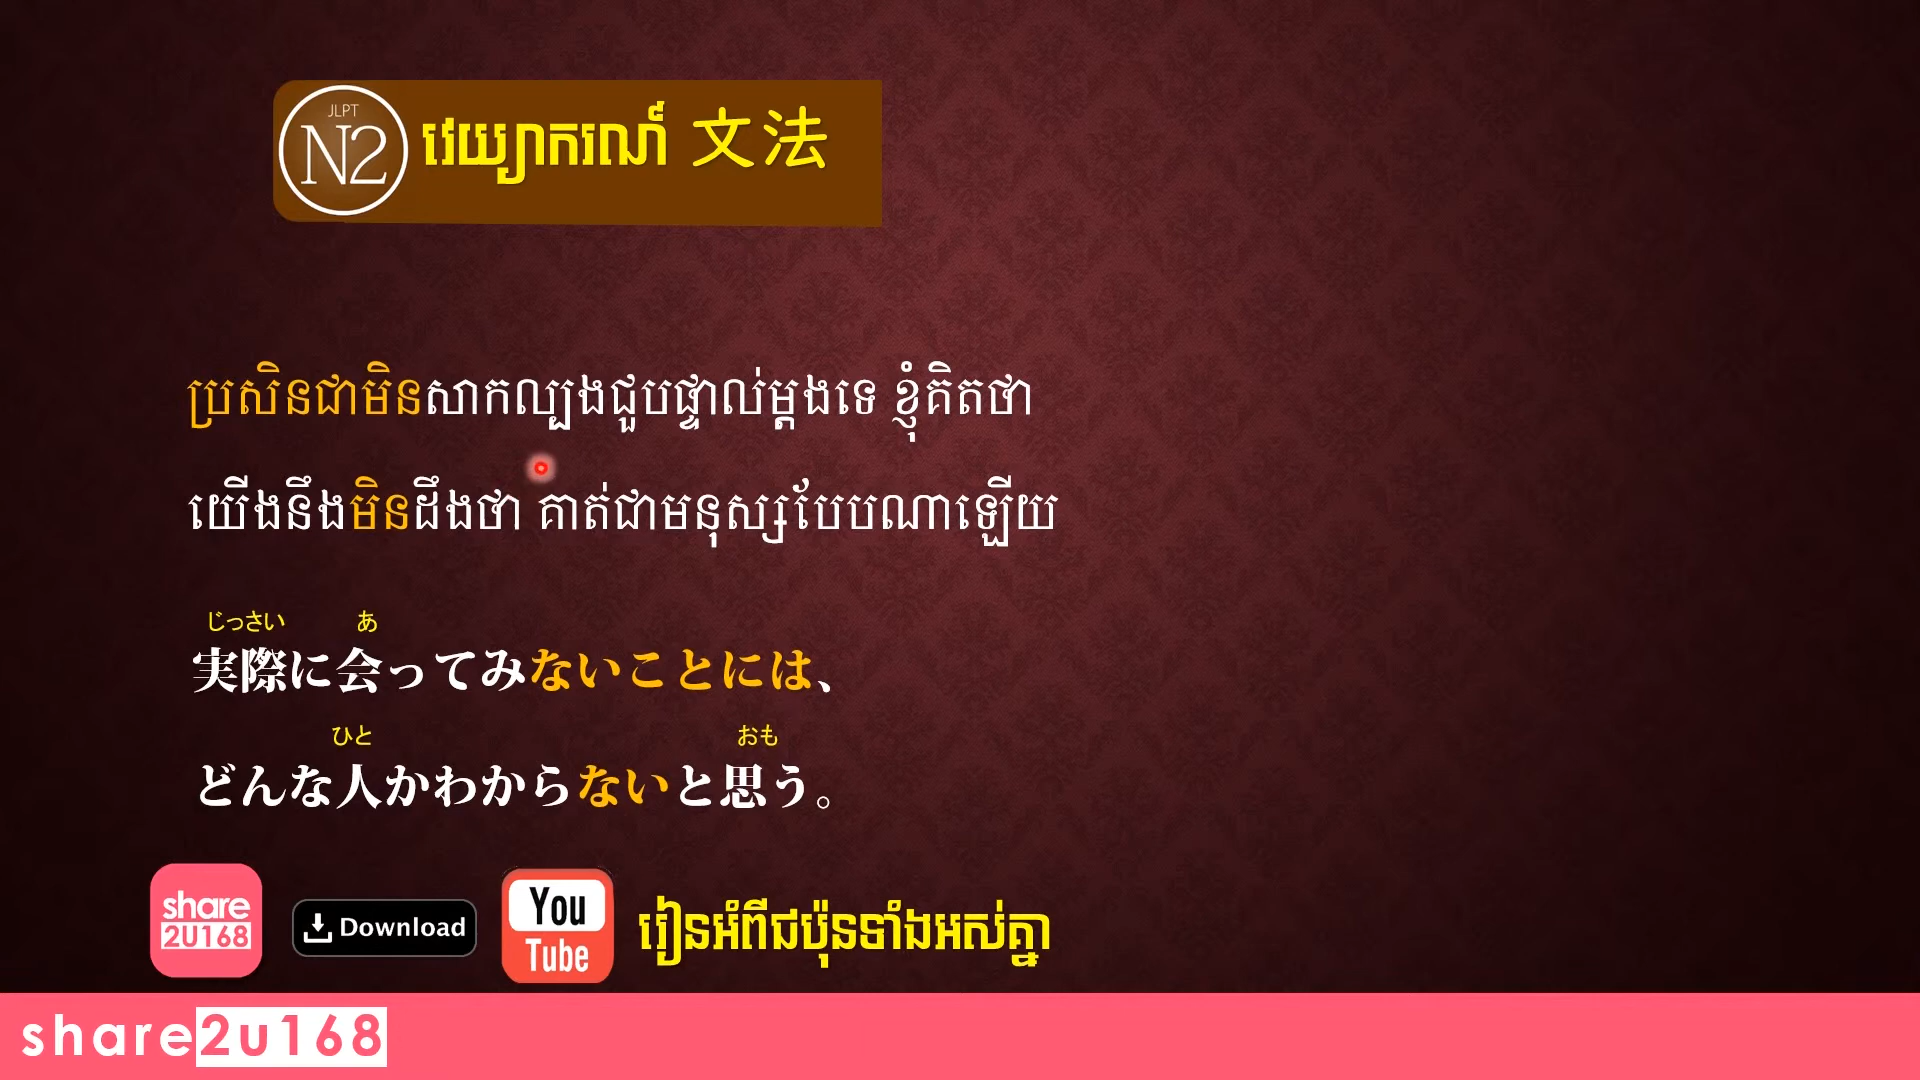 JLPT
N2
វេយ្យាករណ៍ 文法
ប្រសិនជាមិនសាកល្បងជួបផ្ទាល់ម្តងទេ ខ្ញុំគិតថា
យើងនឹងមិនដឹងថា គាត់ជាមនុស្សបែបណាឡើយ
じっさい あ
実際に会ってみないことには、
ひと おも
どんな人かわからないと思う。
share
2U168
Download
You
Tube
រៀនអំពីជប៉ុនទាំងអស់គ្នា
share2u168